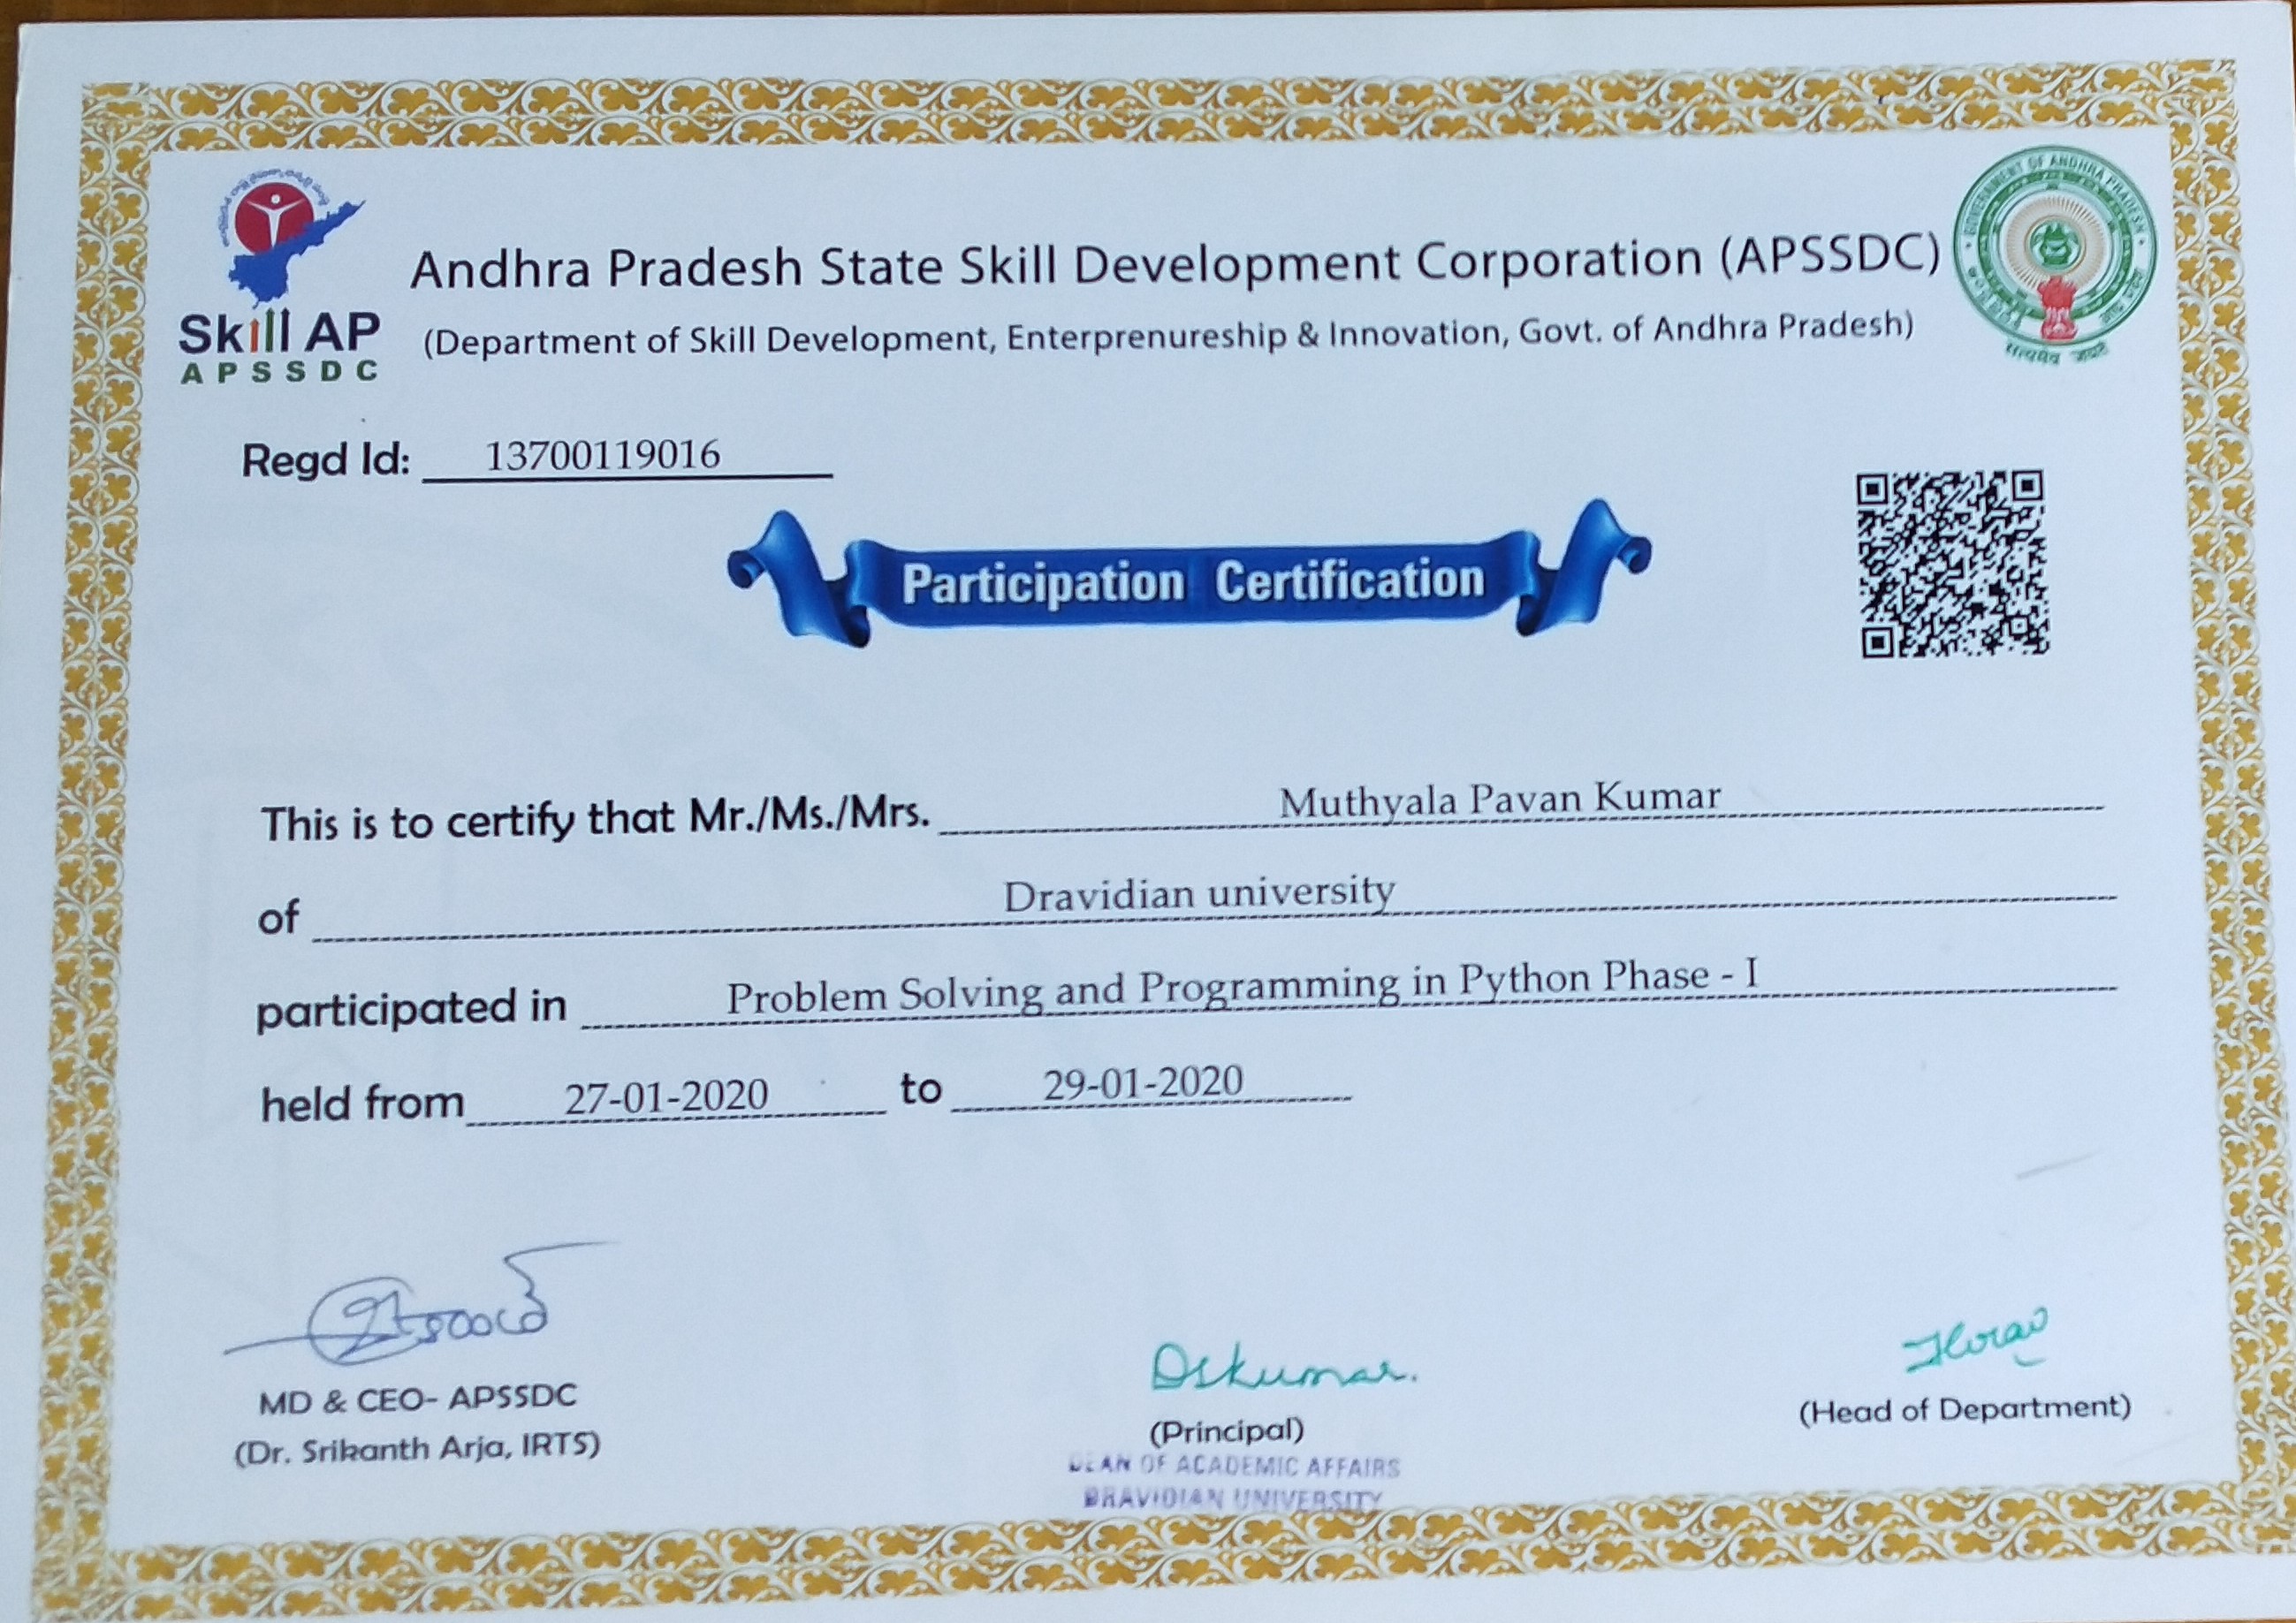 Skill AP
APSSDC
GOVERNMENT OF ANDHRA PRADESH
सत्यमेव जयते
Andhra Pradesh State Skill Development Corporation (APSSDC)
(Department of Skill Development, Enterprenureship & Innovation, Govt. of Andhra Pradesh)
Regd Id: 13700119016
Participation Certification
This is to certify that Mr./Ms./Mrs. Muthyala Pavan Kumar
of Dravidian university
participated in Problem Solving and Programming in Python Phase - I
held from 27-01-2020 to 29-01-2020
Dskumar.
MD & CEO- APSSDC
(Dr. Srikanth Arja, IRTS)
(Principal)
DEAN OF ACADEMIC AFFAIRS
DRAVIDIAN UNIVERSITY
(Head of Department)